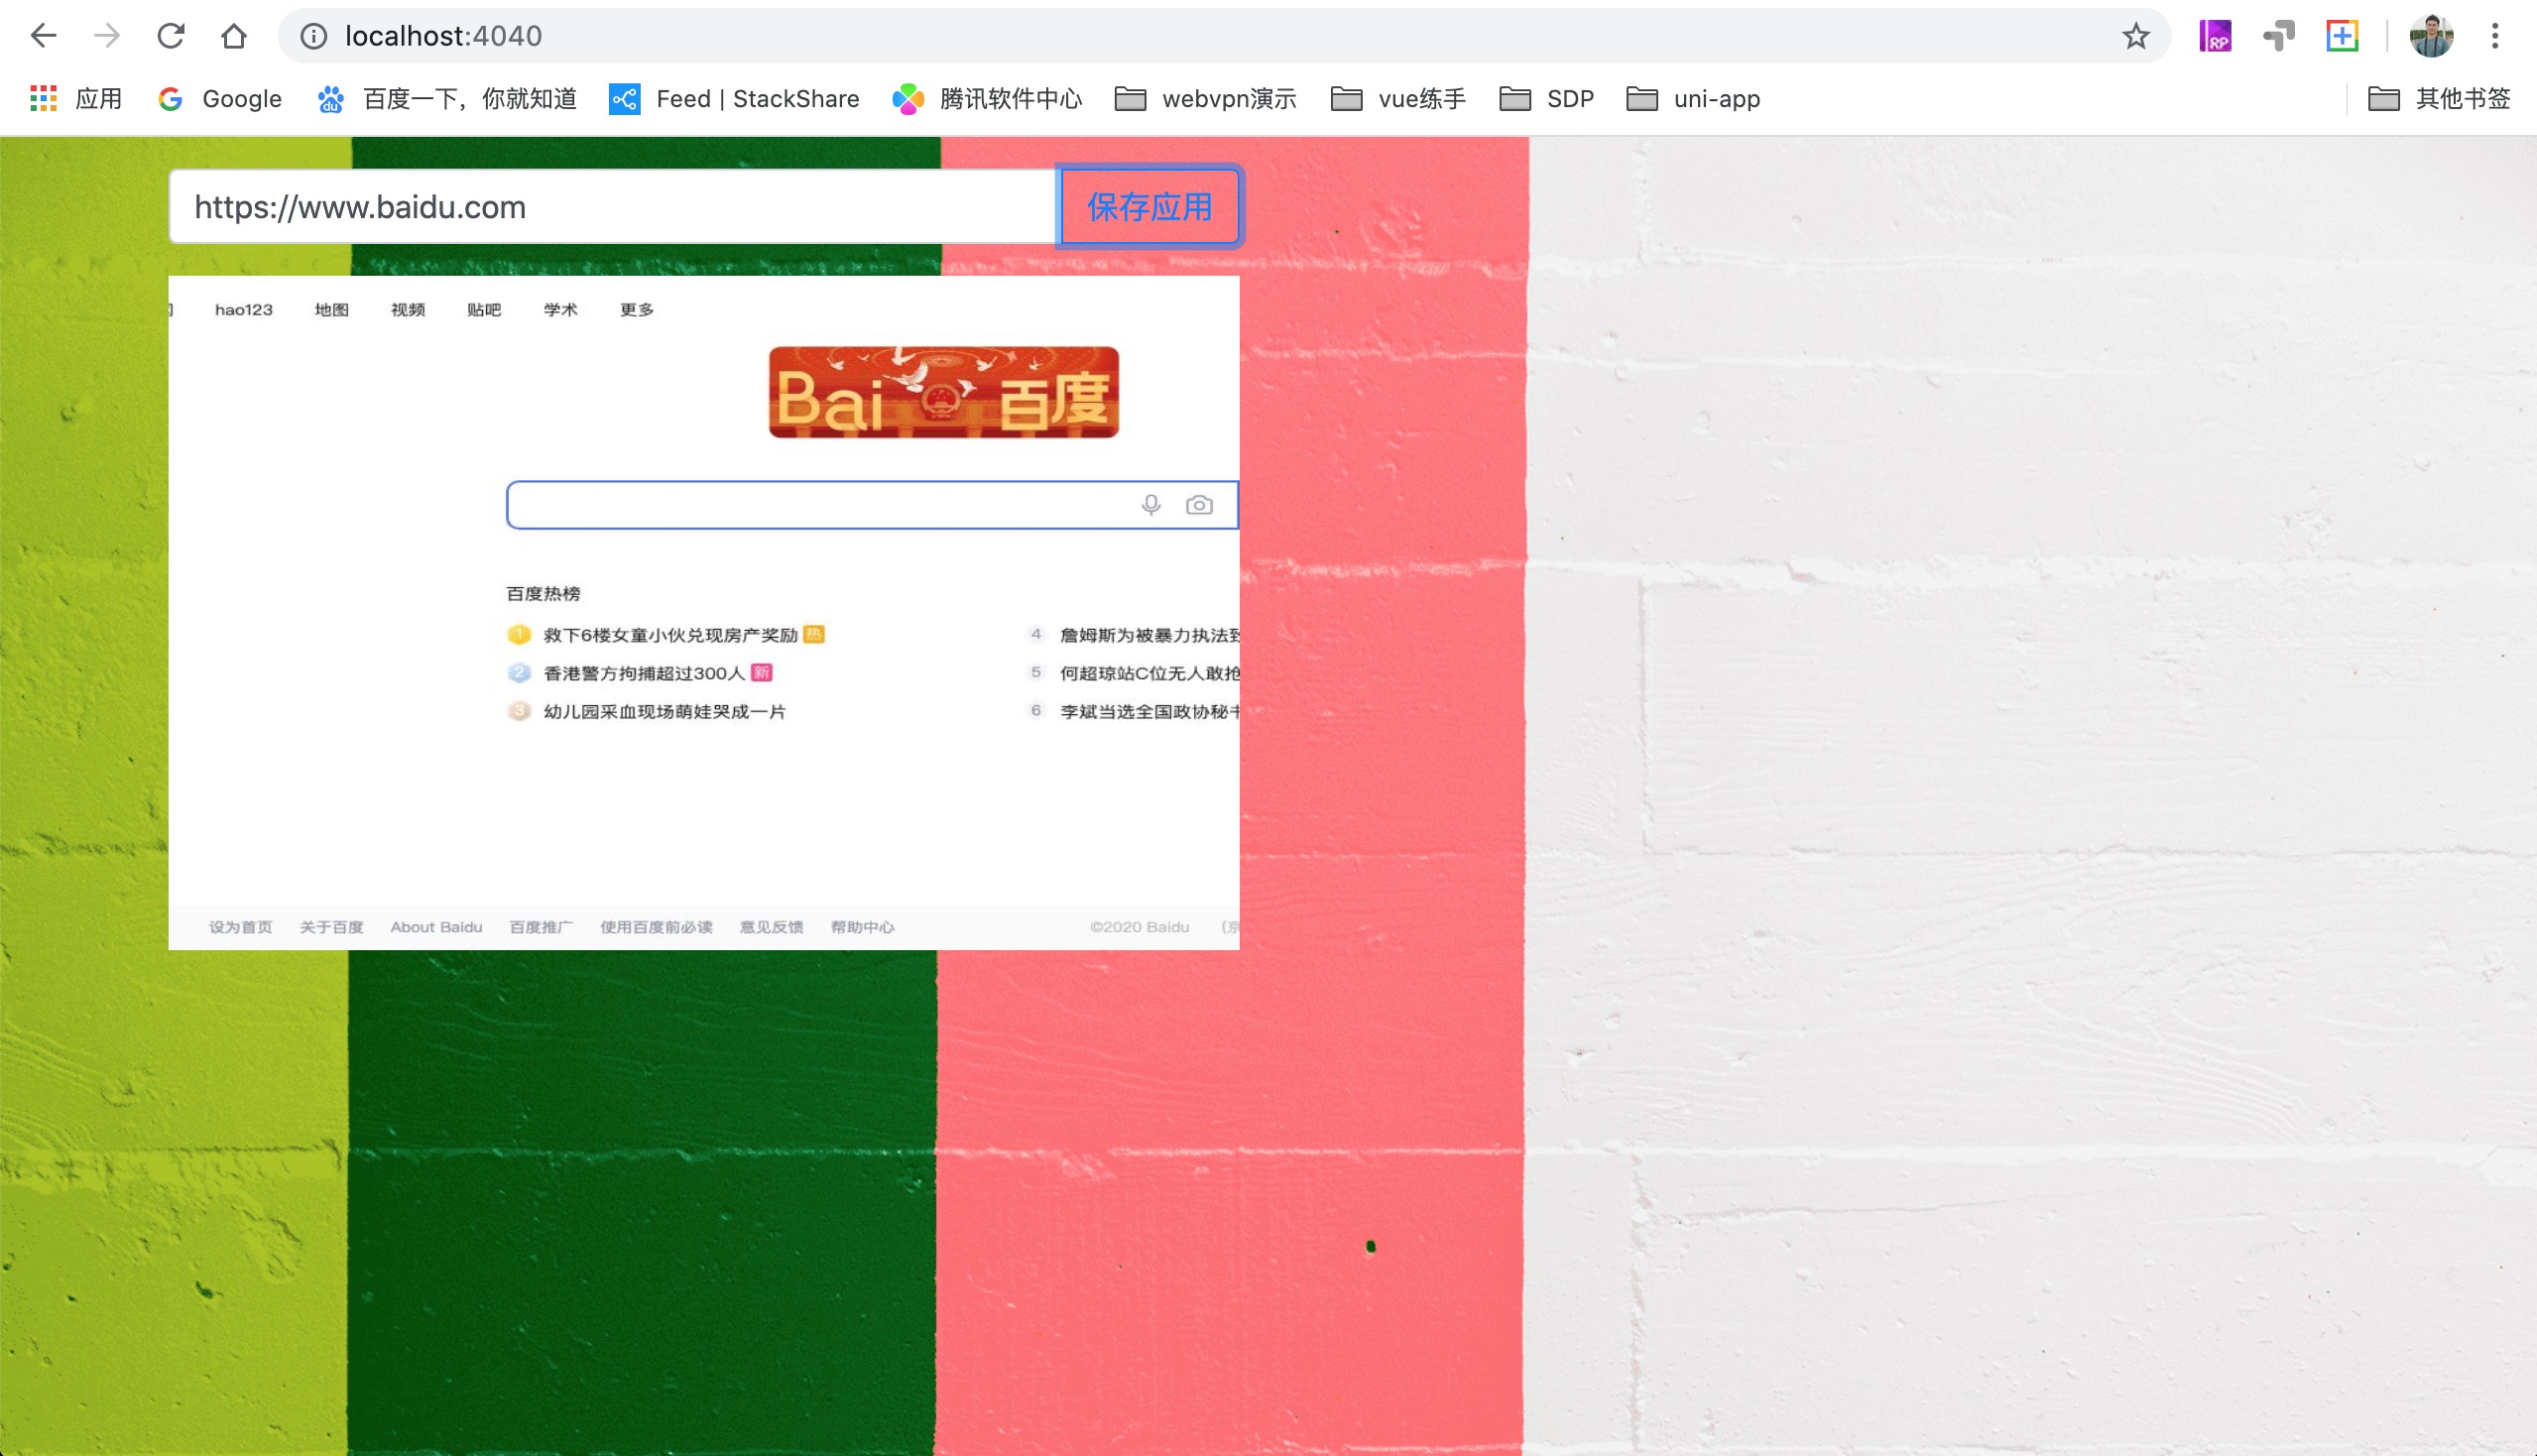 localhost:4040
应用 Google 百度一下，你就知道 Feed | StackShare 腾讯软件中心 webvpn演示 vue练手 SDP uni-app 其他书签
https://www.baidu.com 保存应用
hao123 地图 视频 贴吧 学术 更多
Bai 百度
百度热榜
1 救下6楼女童小伙兑现房产奖励 热 4 詹姆斯为被暴力执法致
2 香港警方拘捕超过300人 新 5 何超琼站C位无人敢抢
3 幼儿园采血现场萌娃哭成一片 6 李斌当选全国政协秘书
设为首页 关于百度 About Baidu 百度推广 使用百度前必读 意见反馈 帮助中心 ©2020 Baidu (京